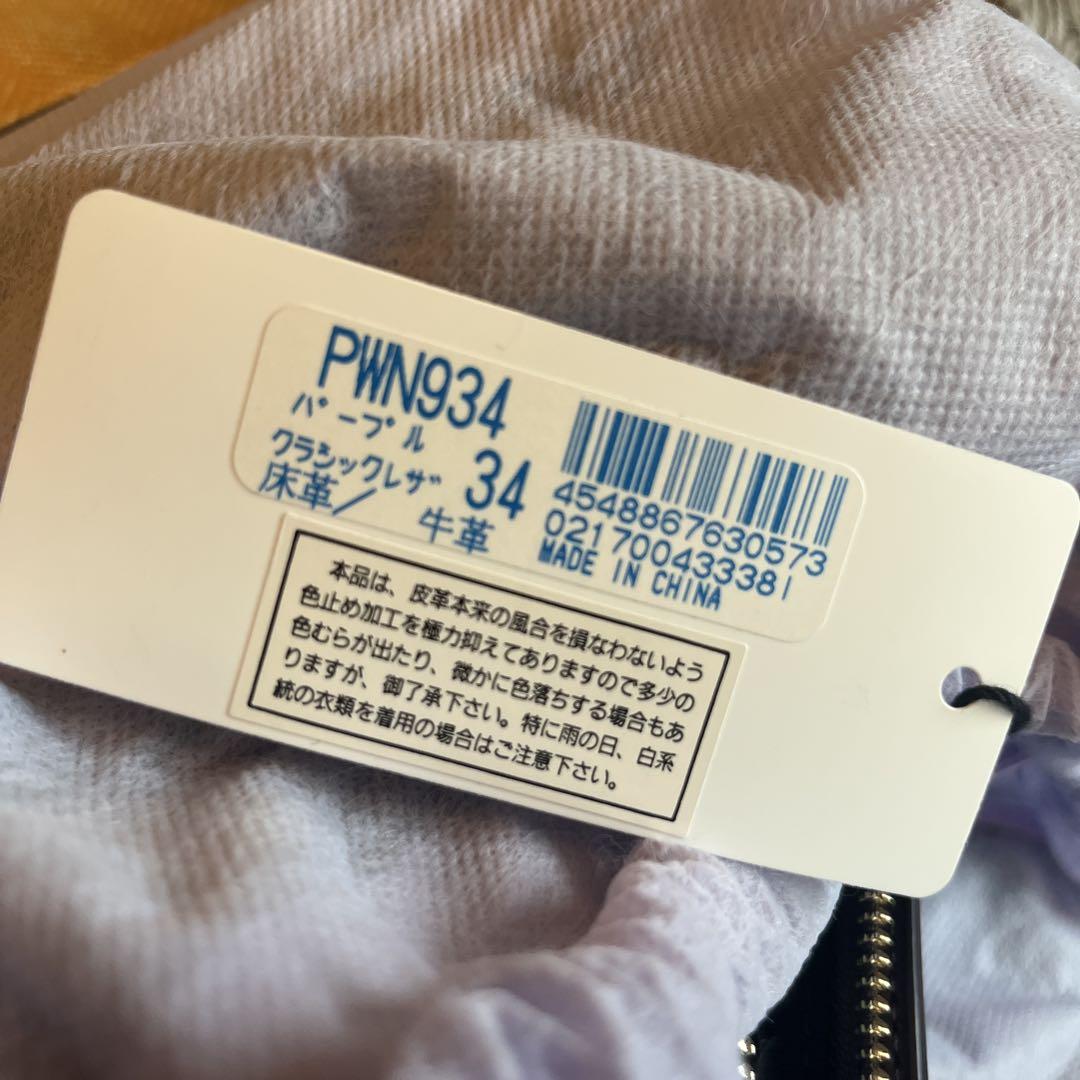 PWN934
パープル
クラシックレザ 34
床革/ 牛革
4548867630573
0217004333381
MADE IN CHINA
本品は、皮革本来の風合を損なわないよう
色止め加工を極力抑えてありますので多少の
色むらが出たり、微かに色落ちする場合もあ
りますが、御了承下さい。特に雨の日、白系
統の衣類を着用の場合はご注意下さい。